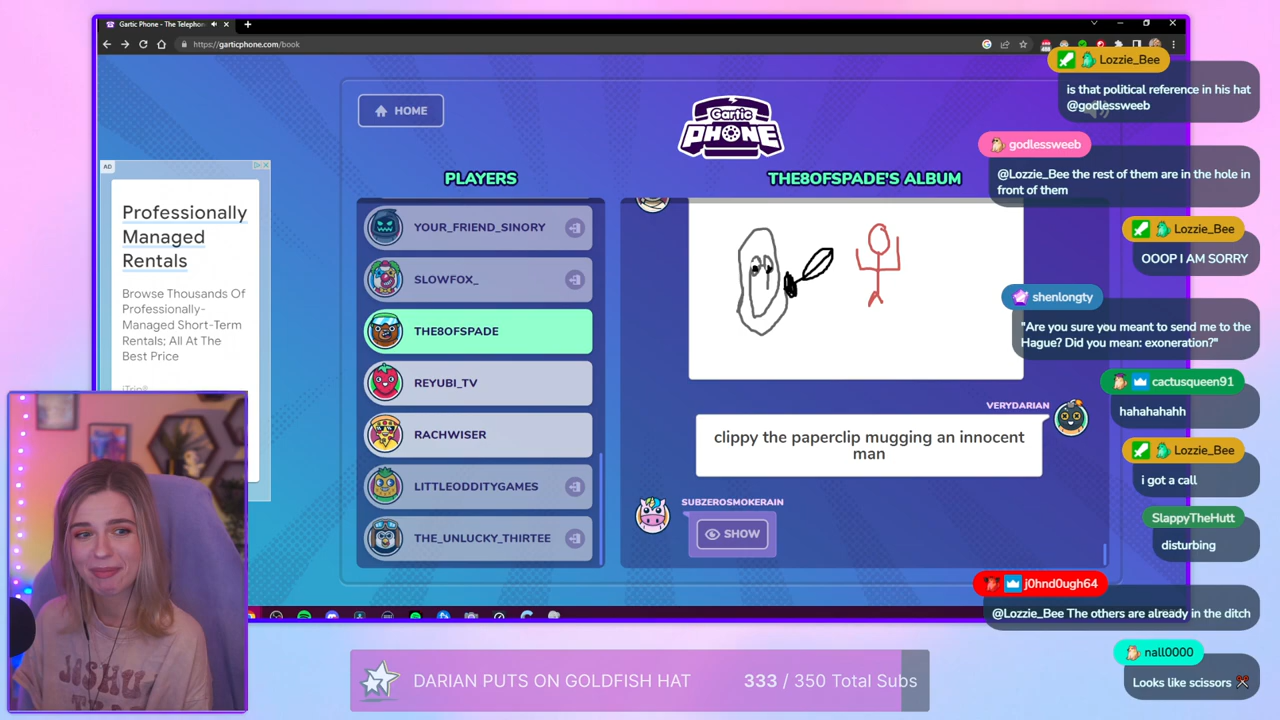 Gartic Phone - The Telephon
https://garticphone.com/book
HOME
Gartic
PHONE
PLAYERS
THE8OFSPADE'S ALBUM
AD
Professionally
Managed
Rentals
Browse Thousands Of
Professionally-
Managed Short-Term
Rentals; All At The
Best Price
YOUR_FRIEND_SINORY
SLOWFOX_
THE8OFSPADE
REYUBI_TV
RACHWISER
LITTLEODDITYGAMES
THE_UNLUCKY_THIRTEE
VERYDARIAN
clippy the paperclip mugging an innocent
man
SUBZEROSMOKERAIN
SHOW
Lozzie_Bee
is that political reference in his hat
@godlessweeb
godlessweeb
@Lozzie_Bee the rest of them are in the hole in
front of them
Lozzie_Bee
OOOP I AM SORRY
shenlongty
"Are you sure you meant to send me to the
Hague? Did you mean: exoneration?"
cactusqueen91
hahahahahh
Lozzie_Bee
i got a call
SlappyTheHutt
disturbing
j0hnd0ugh64
@Lozzie_Bee The others are already in the ditch
nall0000
Looks like scissors
DARIAN PUTS ON GOLDFISH HAT
333 / 350 Total Subs